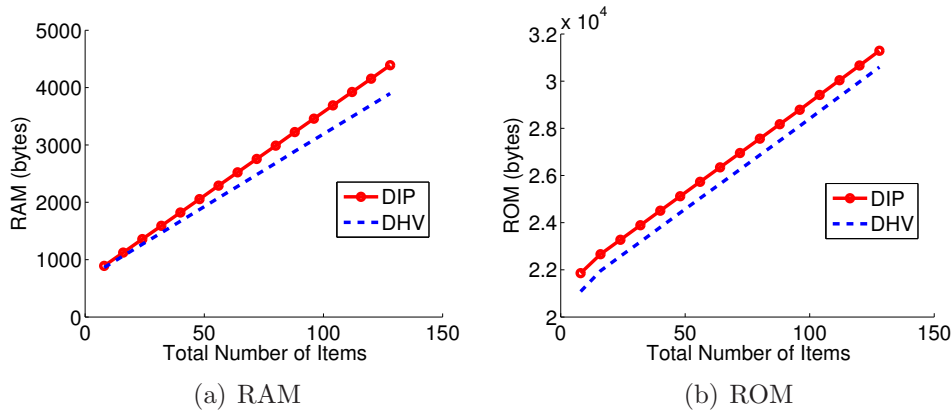 5000
4000
3000
2000
1000
0
RAM (bytes)
DIP
DHV
0
50
100
150
Total Number of Items
(a) RAM
x 10^4
3.2
3
2.8
2.6
2.4
2.2
2
ROM (bytes)
DIP
DHV
0
50
100
150
Total Number of Items
(b) ROM